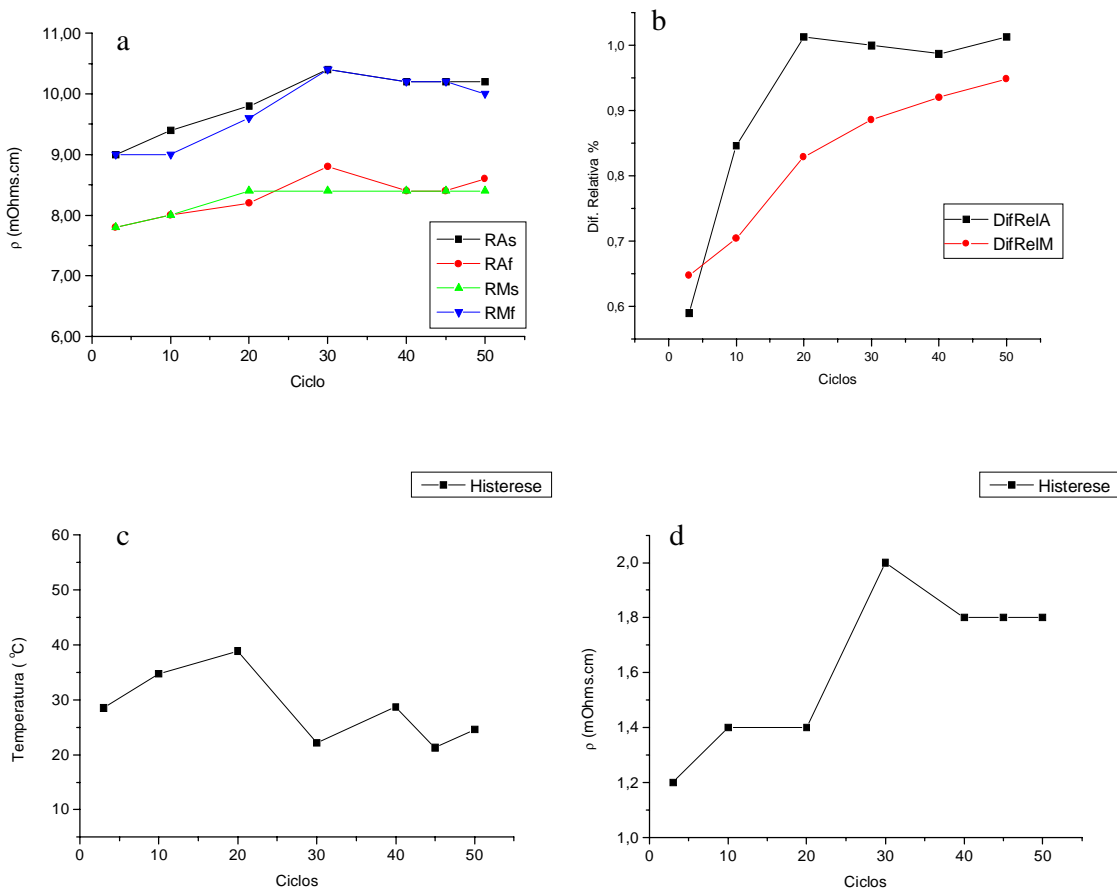 a
11,00
10,00
9,00
8,00
7,00
6,00
ρ (mOhms.cm)
RAs
RAf
RMs
RMf
0 10 20 30 40 50
Ciclo
b
1,0
0,9
0,8
0,7
0,6
Dif. Relativa %
DifRelA
DifRelM
0 10 20 30 40 50
Ciclos
Histerese
c
60
50
40
30
20
10
Temperatura ( °C)
0 10 20 30 40 50
Ciclos
Histerese
d
2,0
1,8
1,6
1,4
1,2
1,0
ρ (mOhms.cm)
0 10 20 30 40 50
Ciclos